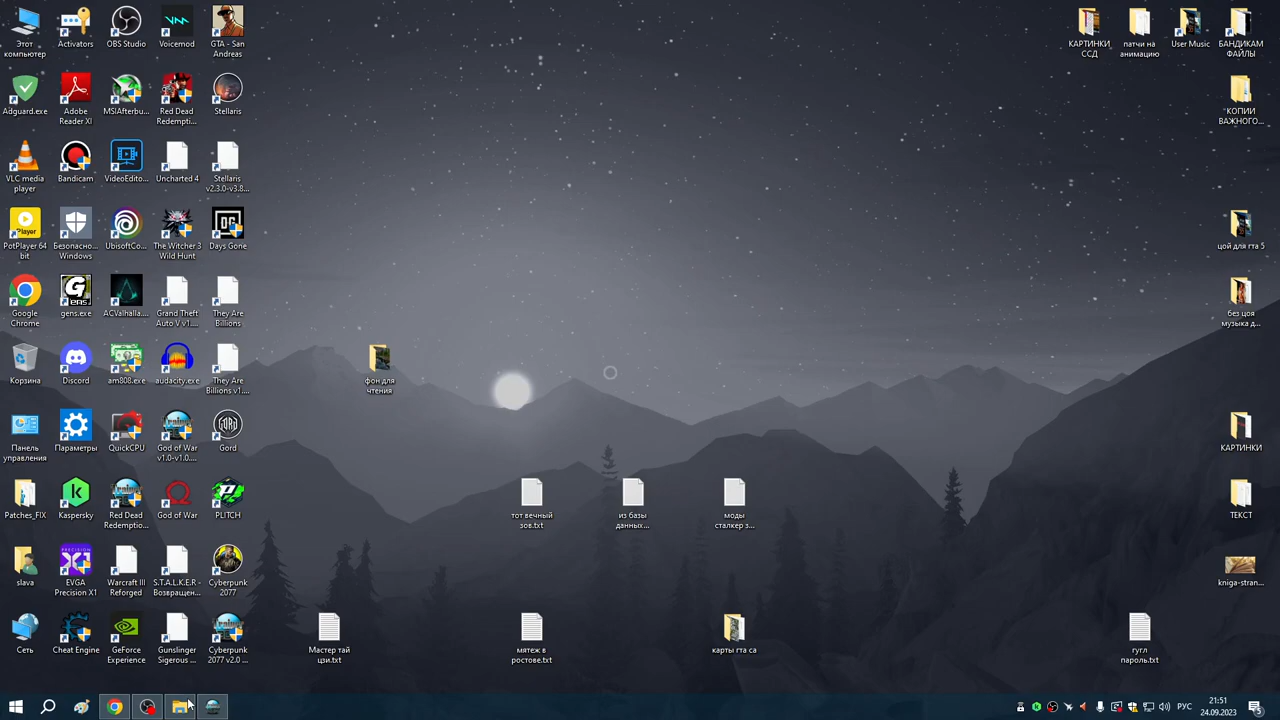 Этот
компьютер
Activators
OBS Studio
Voicemod
GTA - San
Andreas
КАРТИНКИ
ССД
патчи на
анимацию
User Music
БАНДИКАМ
ФАЙЛЫ
Adguard.exe
Adobe
Reader XI
MSIAfterbu...
Red Dead
Redempti...
Stellaris
КОПИИ
ВАЖНОГО...
VLC media
player
Bandicam
VideoEdito...
Uncharted 4
Stellaris
v2.3.0-v3.8...
PotPlayer 64
bit
Безопасно...
Windows
UbisoftCo...
The Witcher 3
Wild Hunt
Days Gone
цой для гта 5
Google
Chrome
gens.exe
ACValhalla...
Grand Theft
Auto V v1....
They Are
Billions
без цоя
музыка д...
Корзина
Discord
am808.exe
audacity.exe
They Are
Billions v1....
фон для
чтения
Панель
управления
Параметры
QuickCPU
God of War
v1.0-v1.0....
Gord
КАРТИНКИ
Patches_FIX
Kaspersky
Red Dead
Redemptio...
God of War
PLITCH
тот вечный
зов.txt
из базы
данных...
моды
сталкер з...
ТЕКСТ
slava
EVGA
Precision X1
Warcraft III
Reforged
S.T.A.L.K.E.R -
Возвращен...
Cyberpunk
2077
kniga-stran...
Сеть
Cheat Engine
GeForce
Experience
Gunslinger
Sigerous ...
Cyberpunk
2077 v2.0 ...
Мастер тай
цзи.txt
мятеж в
ростове.txt
карты гта са
гугл
пароль.txt
РУС
21:51
24.09.2023
5